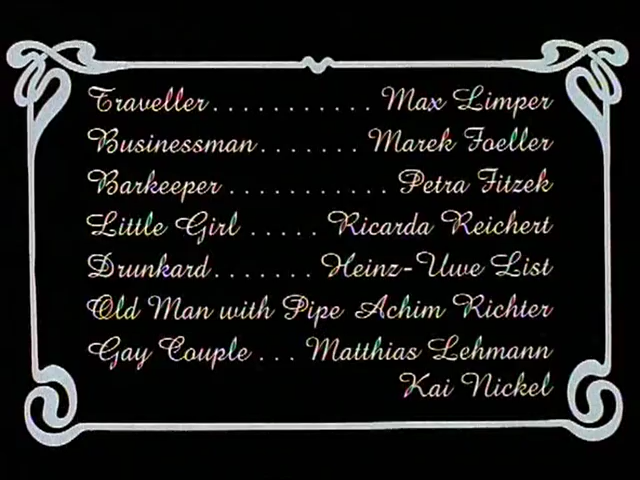 Traveller............ Max Limper
Businessman....... Marek Foeller
Barkeeper............ Petra Fitzek
Little Girl ..... Ricarda Reichert
Drunkard....... Heinz-Uwe List
Old Man with Pipe Achim Richter
Gay Couple ... Matthias Lehmann
Kai Nickel